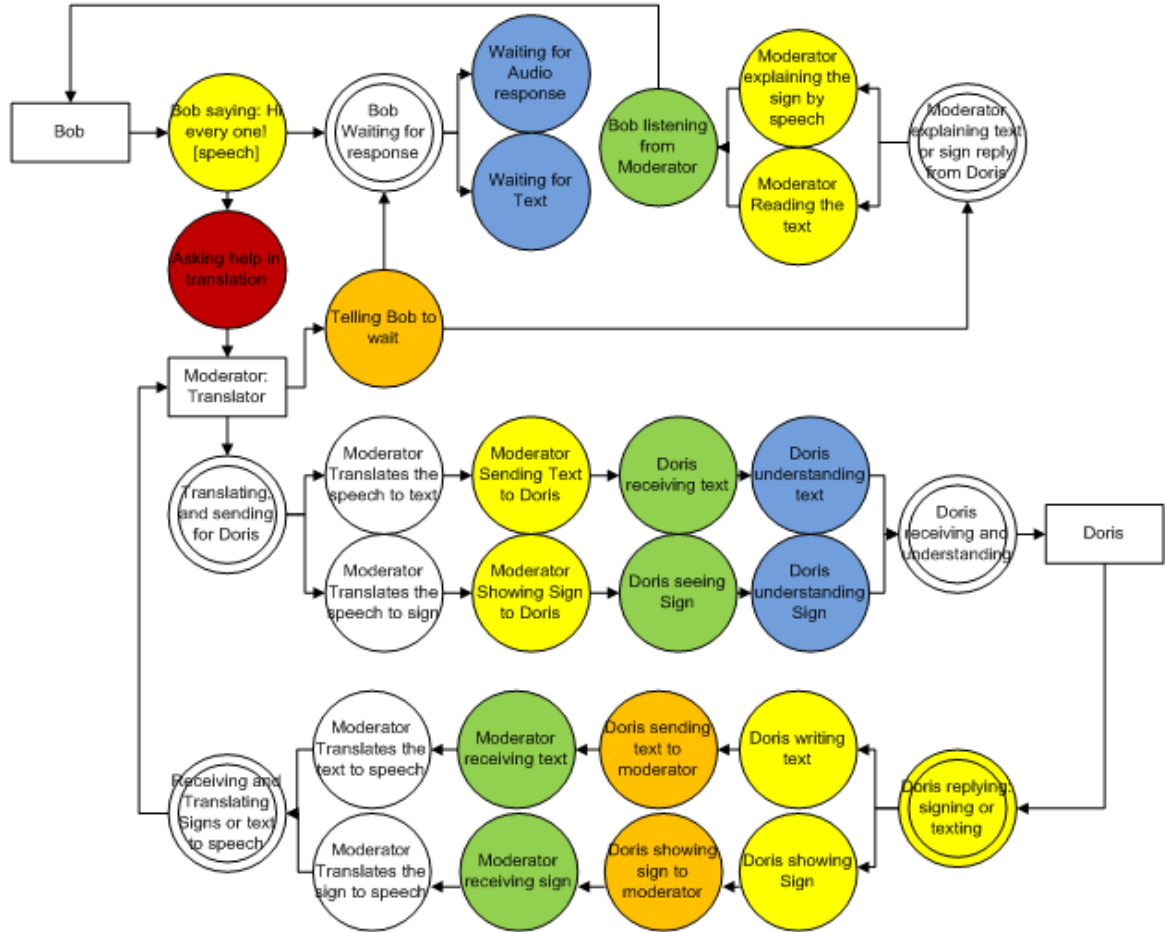 Bob
Bob saying: Hi
every one!
[speech]
Bob
Waiting for
response
Waiting for
Audio
response
Waiting for
Text
Bob listening
from
Moderator
Moderator
explaining the
sign by
speech
Moderator
Reading the
text
Moderator
explaining text
or sign reply
from Doris
Asking help in
translation
Telling Bob to
wait
Moderator:
Translator
Translating,
and sending
for Doris
Moderator
Translates the
speech to text
Moderator
Sending Text
to Doris
Doris
receiving text
Doris
understanding
text
Moderator
Translates the
speech to sign
Moderator
Showing Sign
to Doris
Doris seeing
Sign
Doris
understanding
Sign
Doris
receiving and
understanding
Doris
Receiving and
Translating
Signs or text
to speech
Moderator
Translates the
text to speech
Moderator
receiving text
Doris sending
text to
moderator
Doris writing
text
Moderator
Translates the
sign to speech
Moderator
receiving sign
Doris showing
sign to
moderator
Doris showing
Sign
Doris replying:
signing or
texting